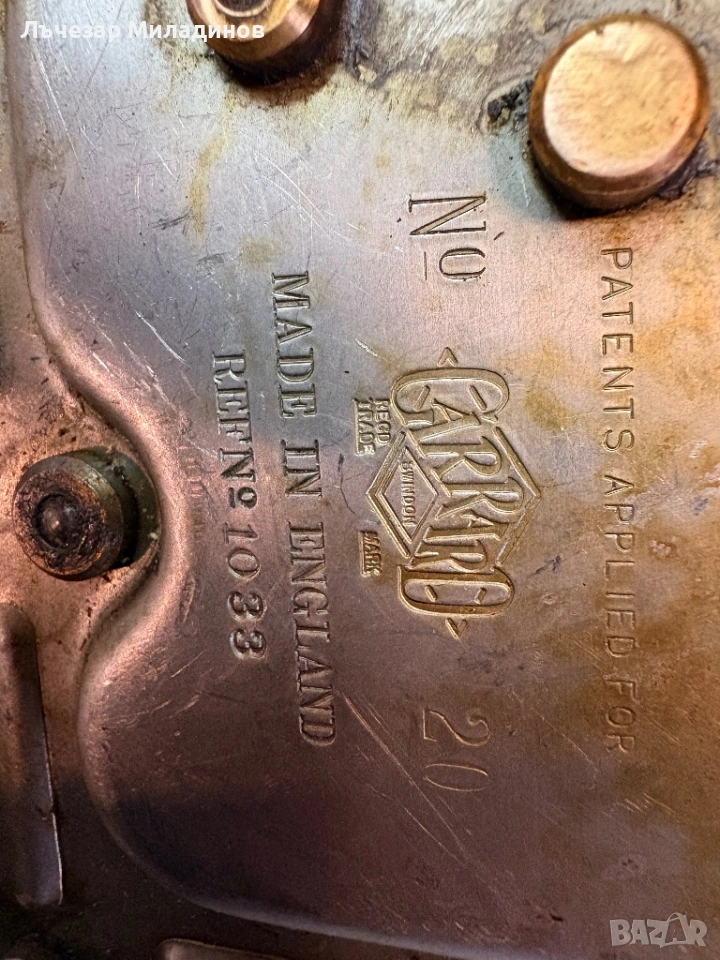 Лъчезар Миладинов
PATENTS APPLIED FOR
No 20
GARRARD
REGD
TRADE
MARK
SWINDON
MADE IN ENGLAND
REF No 1033
BAZAR